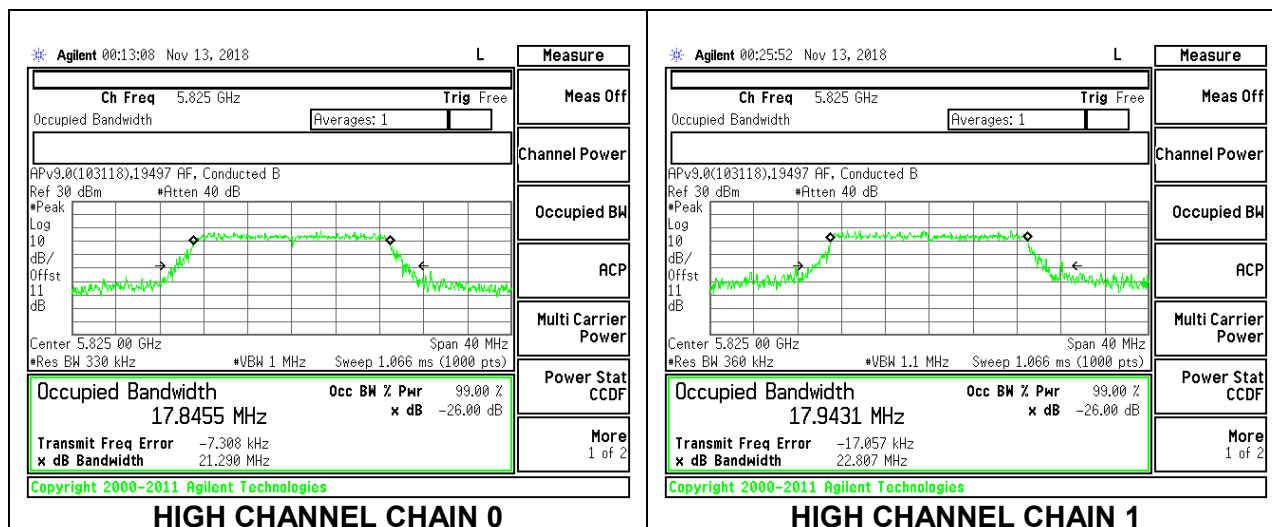 Agilent 00:13:08 Nov 13, 2018 L
Measure
Ch Freq 5.825 GHz Trig Free
Meas Off
Occupied Bandwidth Averages: 1
Channel Power
APv9.0(103118),19497 AF, Conducted B
Ref 30 dBm #Atten 40 dB
#Peak
Log
10
dB/
Offst
11
dB
Occupied BW
ACP
Multi Carrier
Power
Center 5.825 00 GHz Span 40 MHz
#Res BW 330 kHz #VBW 1 MHz Sweep 1.066 ms (1000 pts)
Power Stat
CCDF
Occupied Bandwidth Occ BW % Pwr 99.00 %
17.8455 MHz x dB -26.00 dB
Transmit Freq Error -7.308 kHz
x dB Bandwidth 21.290 MHz
More
1 of 2
Copyright 2000-2011 Agilent Technologies
HIGH CHANNEL CHAIN 0
Agilent 00:25:52 Nov 13, 2018 L
Measure
Ch Freq 5.825 GHz Trig Free
Meas Off
Occupied Bandwidth Averages: 1
Channel Power
APv9.0(103118),19497 AF, Conducted B
Ref 30 dBm #Atten 40 dB
#Peak
Log
10
dB/
Offst
11
dB
Occupied BW
ACP
Multi Carrier
Power
Center 5.825 00 GHz Span 40 MHz
#Res BW 360 kHz #VBW 1.1 MHz Sweep 1.066 ms (1000 pts)
Power Stat
CCDF
Occupied Bandwidth Occ BW % Pwr 99.00 %
17.9431 MHz x dB -26.00 dB
Transmit Freq Error -17.057 kHz
x dB Bandwidth 22.807 MHz
More
1 of 2
Copyright 2000-2011 Agilent Technologies
HIGH CHANNEL CHAIN 1